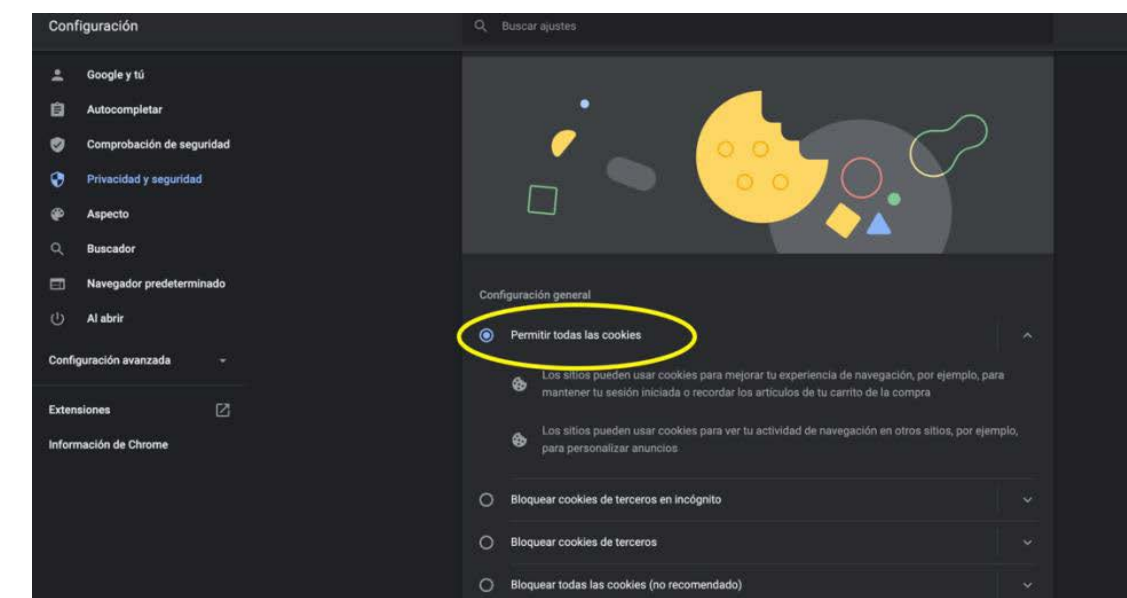 Configuración
Buscar ajustes
Google y tú
Autocompletar
Comprobación de seguridad
Privacidad y seguridad
Aspecto
Buscador
Navegador predeterminado
Al abrir
Configuración avanzada
Extensiones
Información de Chrome
Configuración general
Permitir todas las cookies
Los sitios pueden usar cookies para mejorar tu experiencia de navegación, por ejemplo, para
mantener tu sesión iniciada o recordar los artículos de tu carrito de la compra
Los sitios pueden usar cookies para ver tu actividad de navegación en otros sitios, por ejemplo,
para personalizar anuncios
Bloquear cookies de terceros en incógnito
Bloquear cookies de terceros
Bloquear todas las cookies (no recomendado)